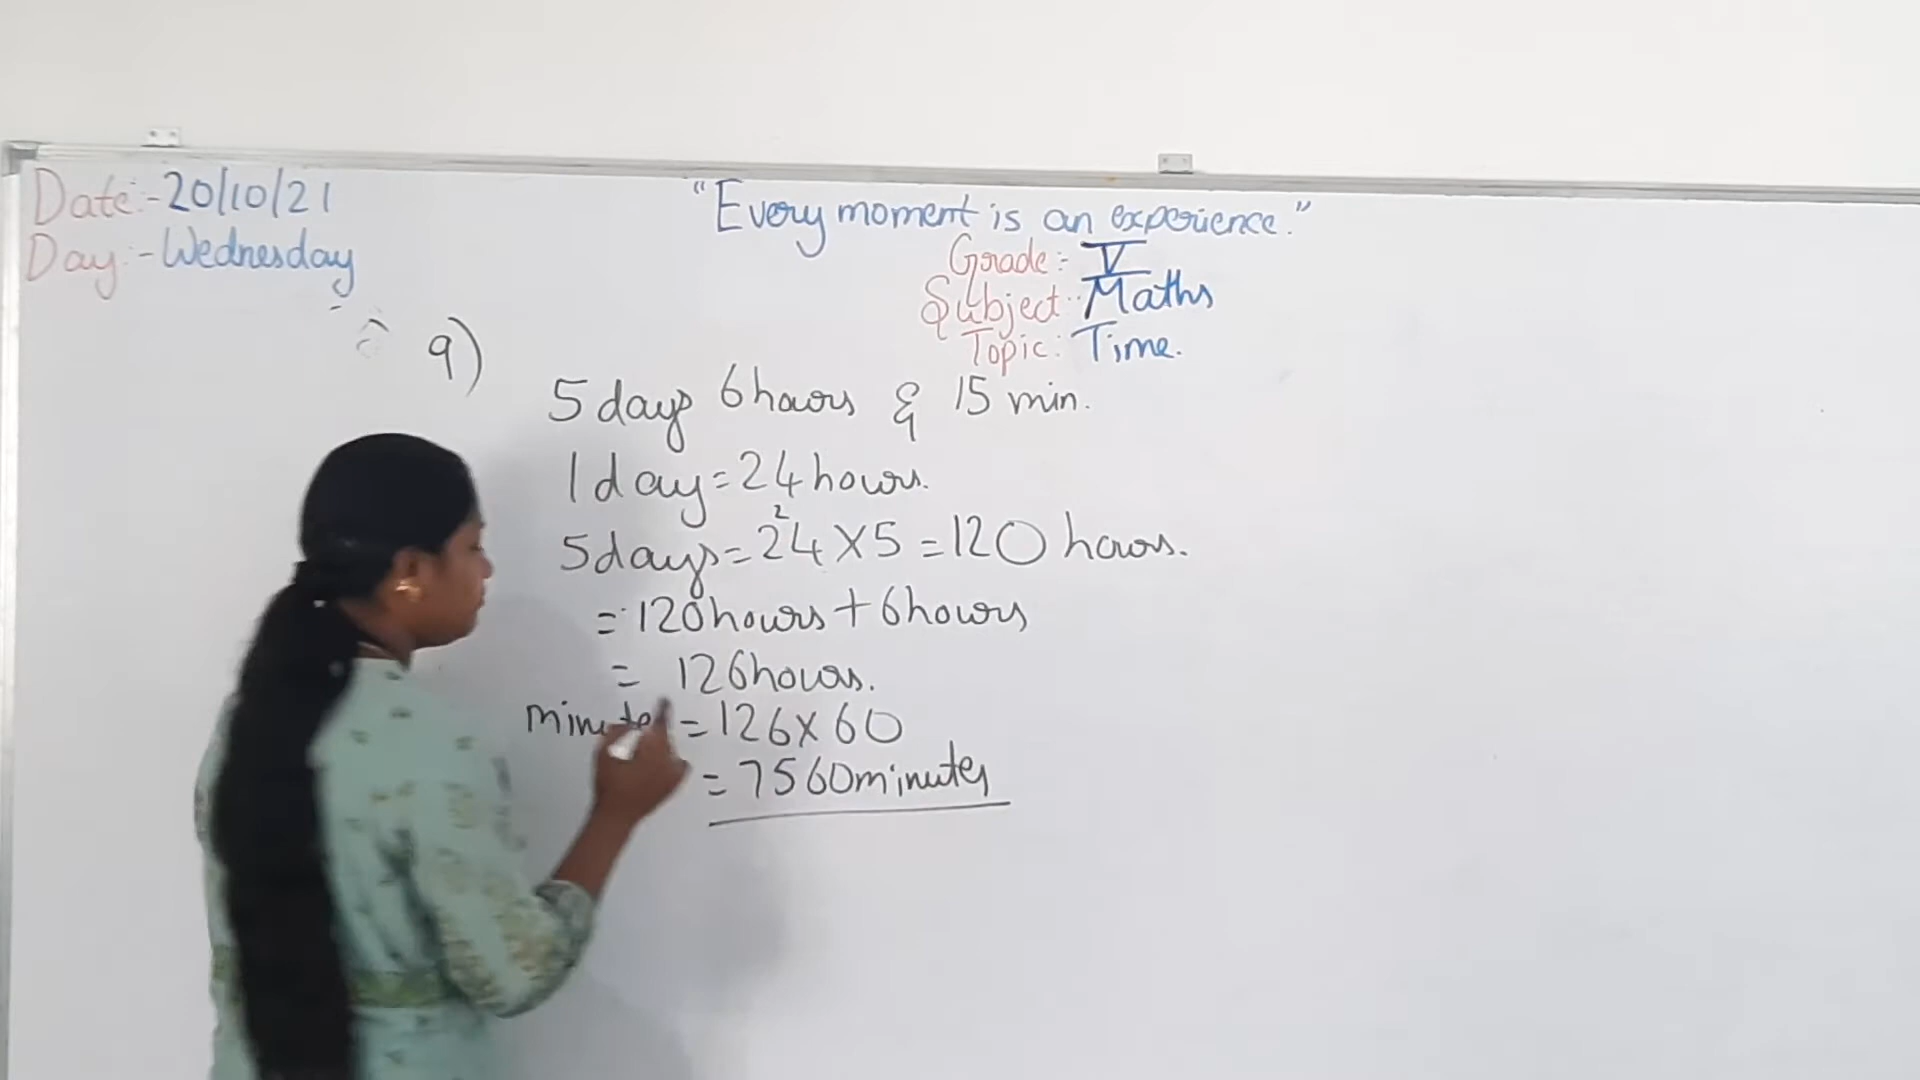 Date:-20/10/21
Day:-Wednesday
"Every moment is an experience."
Grade:- V
Subject:- Maths
Topic: Time.
9)
5 days 6 hours & 15 min.
1 day = 24 hours.
5 days = 24 X 5 = 120 hours.
2
= 120 hours + 6 hours
= 126 hours.
minutes = 126 x 60
= 7560 minutes